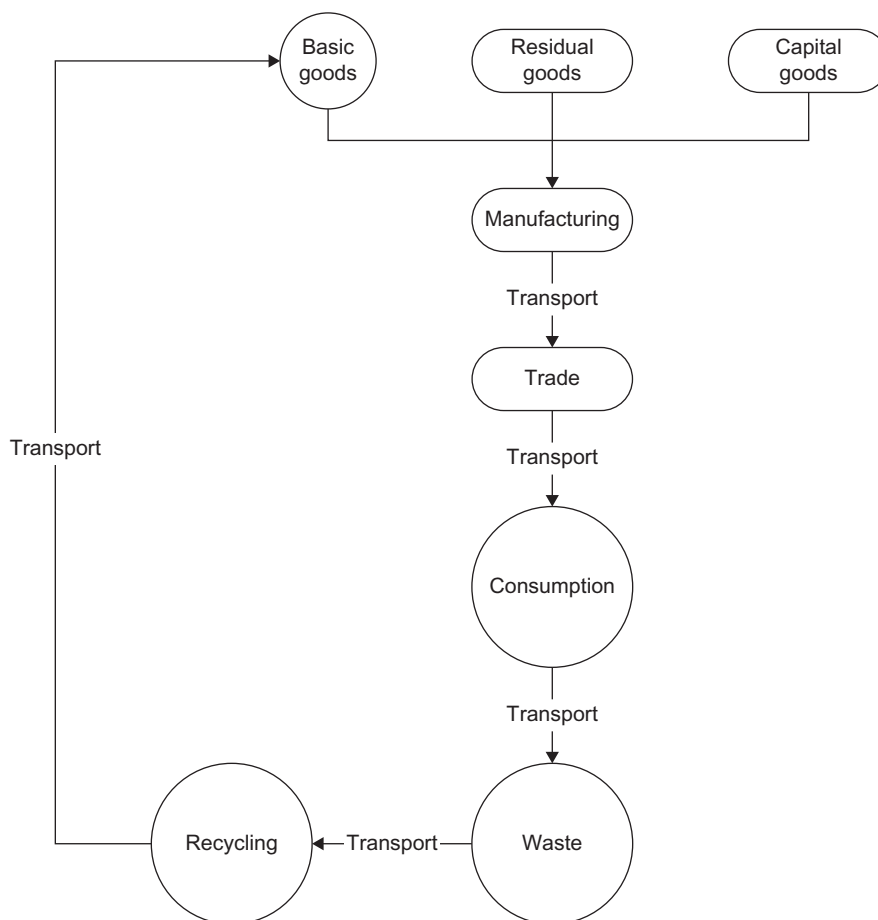 Basic
goods
Residual
goods
Capital
goods
Manufacturing
Transport
Trade
Transport
Transport
Consumption
Transport
Recycling
Transport
Waste